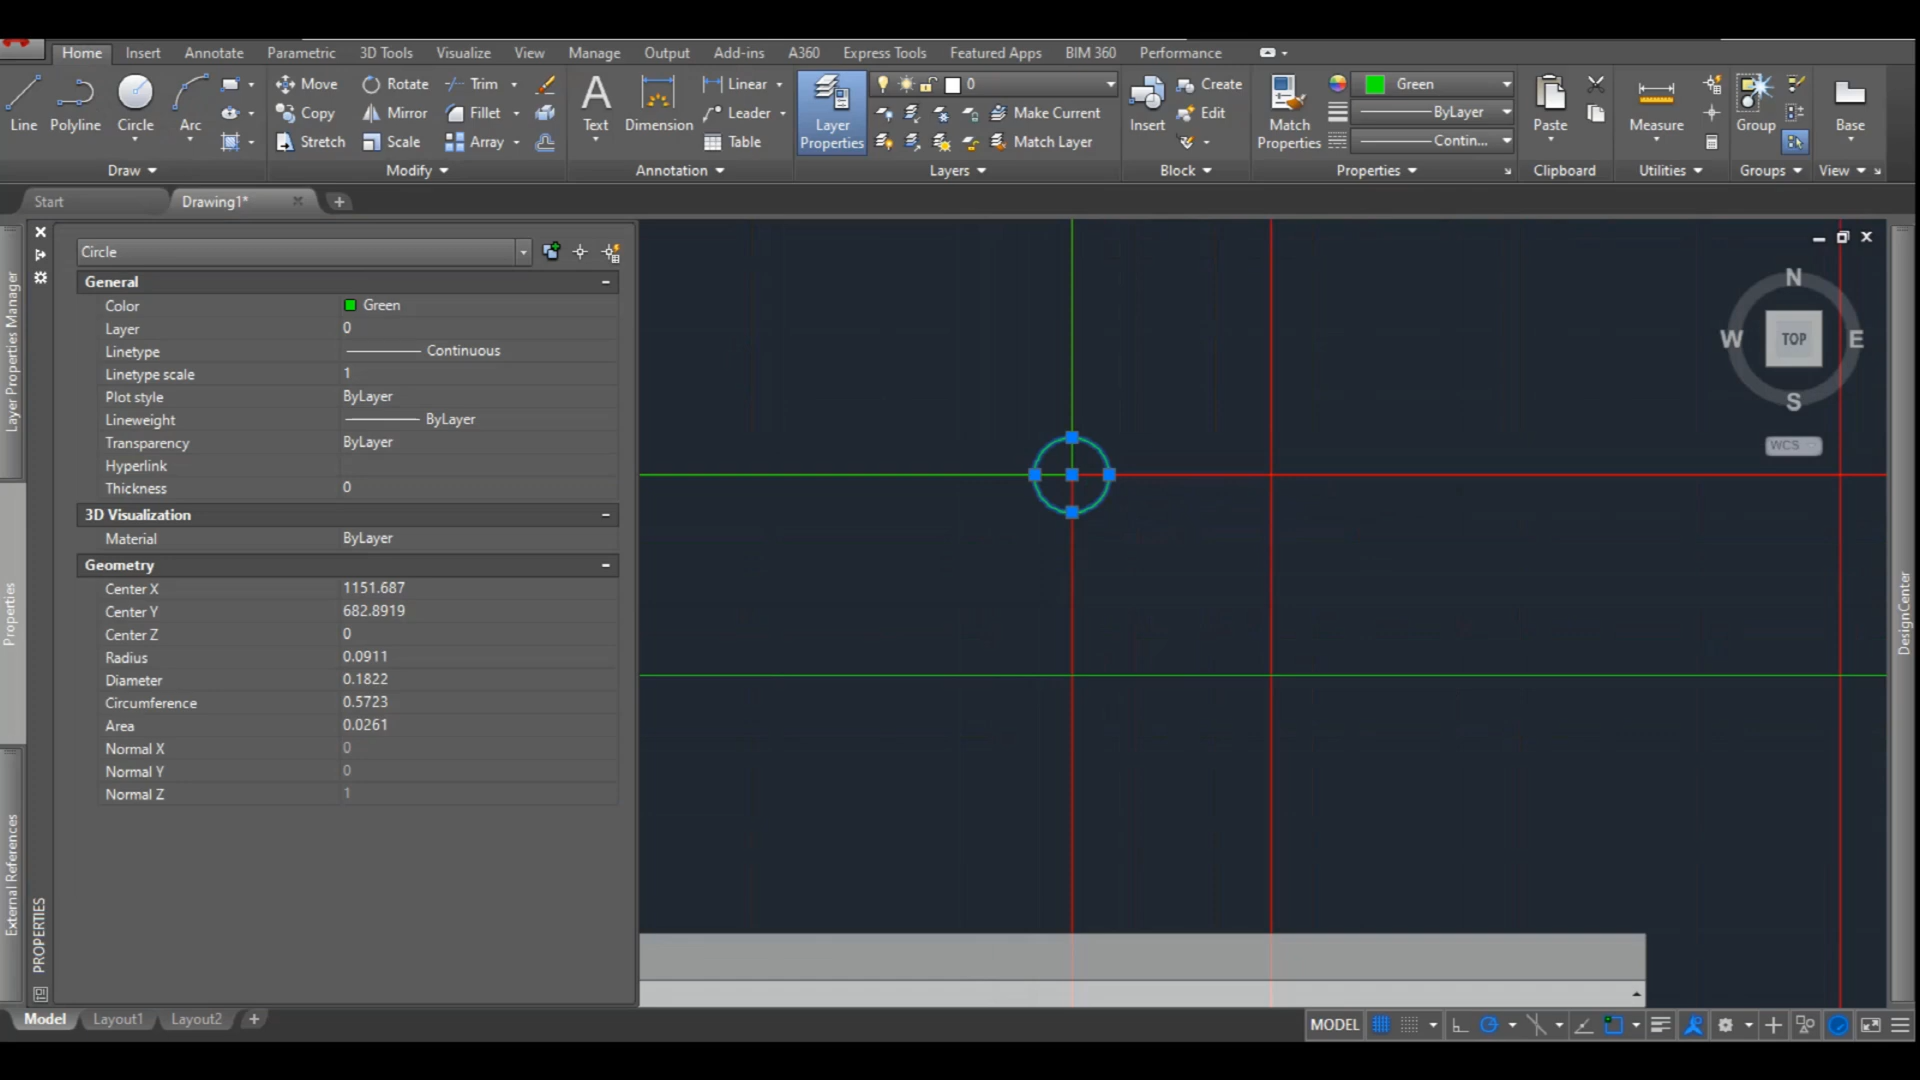 Home Insert Annotate Parametric 3D Tools Visualize View Manage Output Add-ins A360 Express Tools Featured Apps BIM 360 Performance
Line Polyline Circle Arc
Move Rotate Trim
Copy Mirror Fillet
Stretch Scale Array
Text Dimension
Linear
Leader
Table
Layer
Properties
0
Make Current
Match Layer
Insert
Create
Edit
Match
Properties
Green
ByLayer
Contin...
Paste
Measure
Group
Base
Draw Modify Annotation Layers Block Properties Clipboard Utilities Groups View
Start Drawing1*
Layer Properties Manager
Properties
External References
PROPERTIES
Circle
General
Color Green
Layer 0
Linetype Continuous
Linetype scale 1
Plot style ByLayer
Lineweight ByLayer
Transparency ByLayer
Hyperlink
Thickness 0
3D Visualization
Material ByLayer
Geometry
Center X 1151.687
Center Y 682.8919
Center Z 0
Radius 0.0911
Diameter 0.1822
Circumference 0.5723
Area 0.0261
Normal X 0
Normal Y 0
Normal Z 1
N
W TOP E
S
WCS
DesignCenter
Model Layout1 Layout2
MODEL